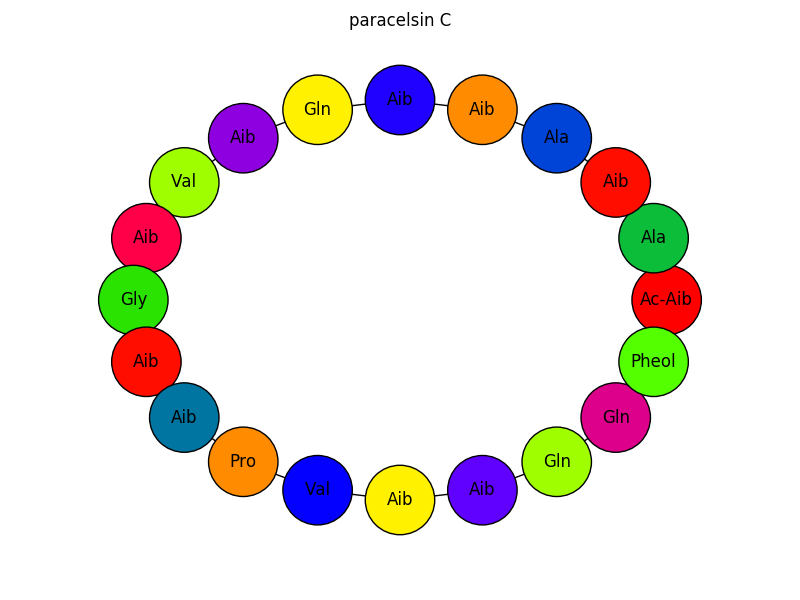 paracelsin C
Aib
Gln
Aib
Aib
Ala
Val
Aib
Aib
Ala
Gly
Ac-Aib
Aib
Pheol
Aib
Gln
Pro
Gln
Val
Aib
Aib